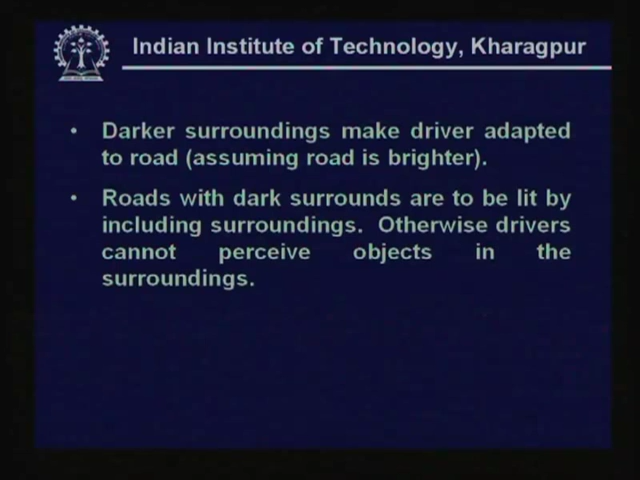 Indian Institute of Technology, Kharagpur
• Darker surroundings make driver adapted
to road (assuming road is brighter).
• Roads with dark surrounds are to be lit by
including surroundings. Otherwise drivers
cannot perceive objects in the
surroundings.